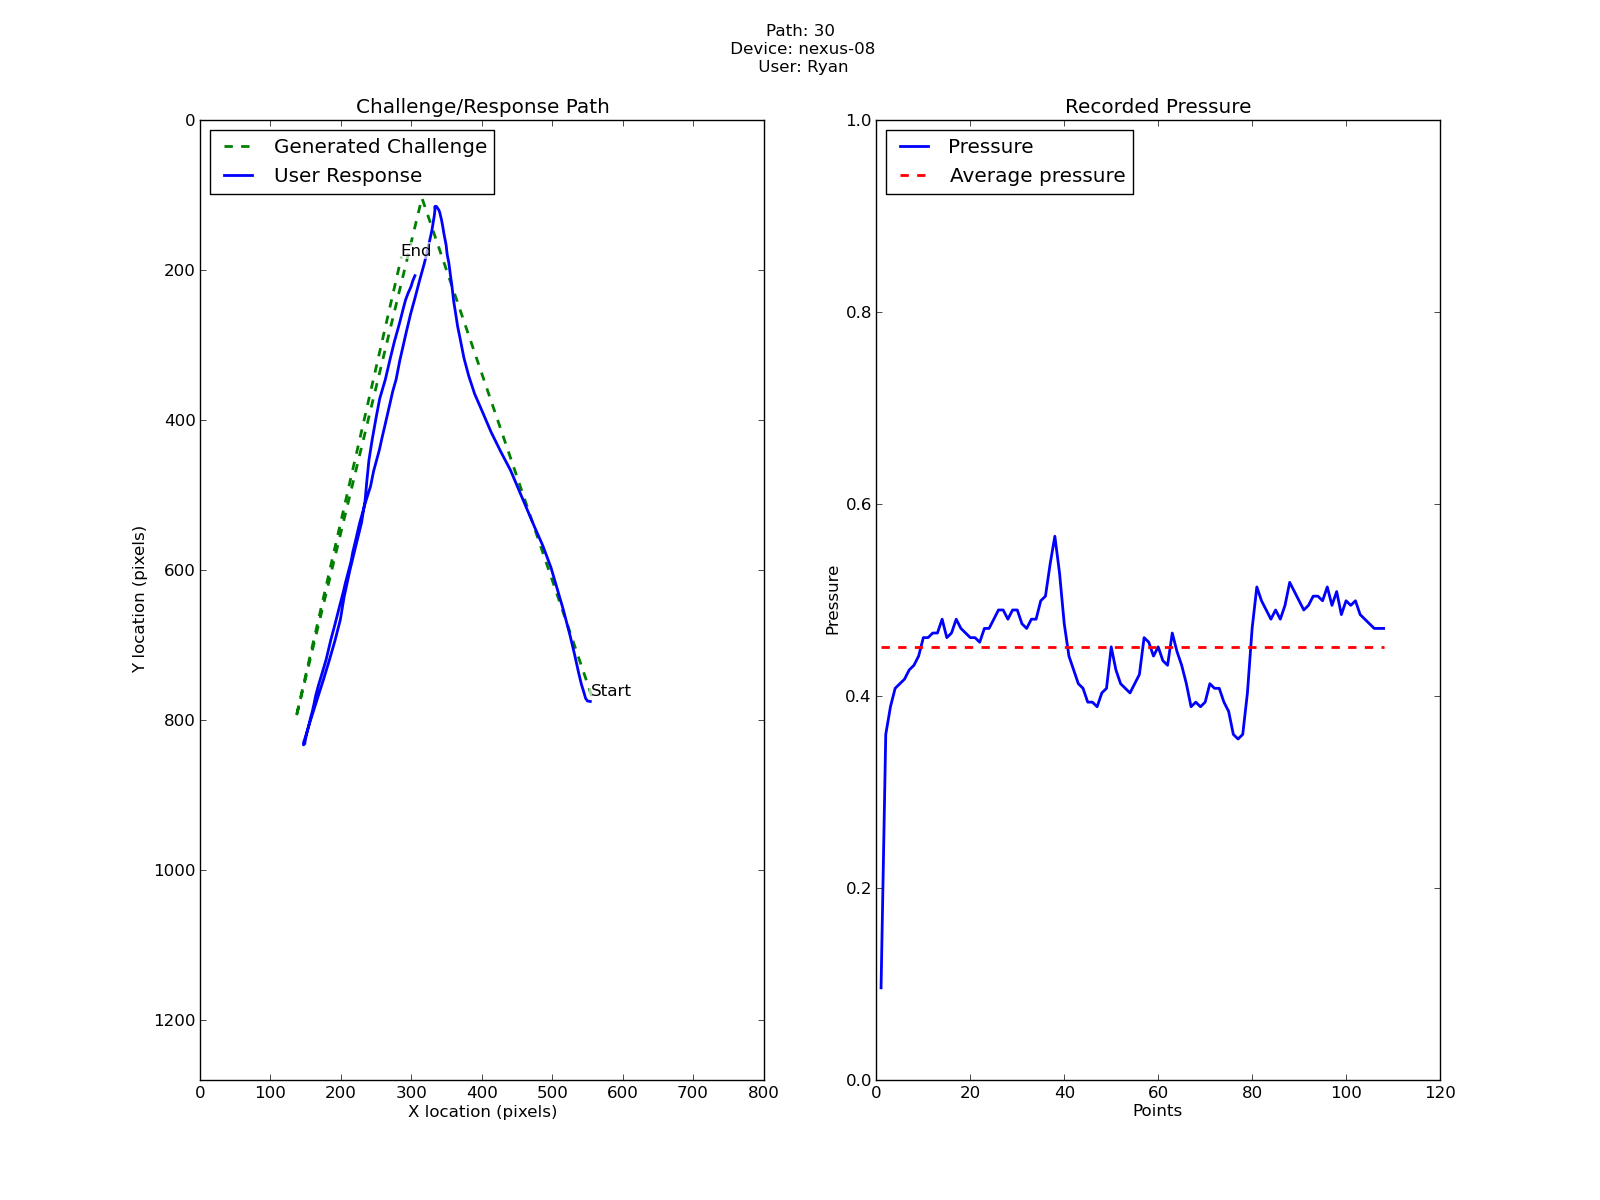 Path: 30
Device: nexus-08
User: Ryan
Challenge/Response Path
Generated Challenge
User Response
End
Start
0
200
400
600
800
1000
1200
Y location (pixels)
0 100 200 300 400 500 600 700 800
X location (pixels)
Recorded Pressure
Pressure
Average pressure
1.0
0.8
0.6
0.4
0.2
0.0
Pressure
0 20 40 60 80 100 120
Points